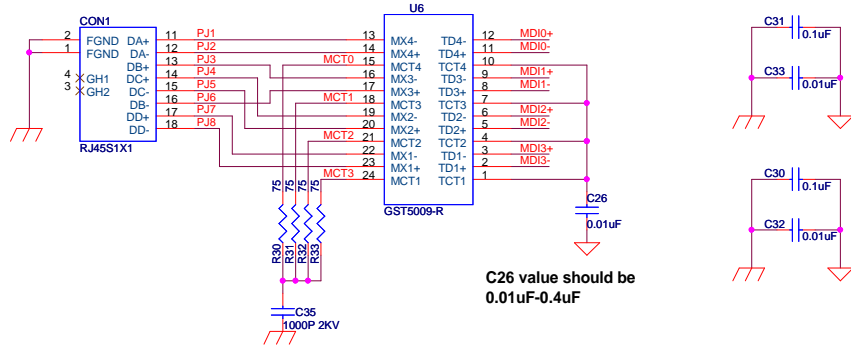 CON1
2 FGND DA+ 11 PJ1
1 FGND DA- 12 PJ2
DB+ 13 PJ3
4 GH1 DC+ 14 PJ4
3 GH2 DC- 15 PJ5
DB- 16 PJ6
DD+ 17 PJ7
DD- 18 PJ8
RJ45S1X1
MCT0
MCT1
MCT2
MCT3
U6
13 MX4- TD4- 12 MDI0+
14 MX4+ TD4+ 11 MDI0-
15 MCT4 TCT4 10
16 MX3- TD3- 9 MDI1+
17 MX3+ TD3+ 8 MDI1-
18 MCT3 TCT3 7
19 MX2- TD2- 6 MDI2+
20 MX2+ TD2+ 5 MDI2-
21 MCT2 TCT2 4
22 MX1- TD1- 3 MDI3+
23 MX1+ TD1+ 2 MDI3-
24 MCT1 TCT1 1
GST5009-R
75 75 75 75
R30 R31 R32 R33
C35
1000P 2KV
C26
0.01uF
C26 value should be
0.01uF-0.4uF
C31
0.1uF
C33
0.01uF
C30
0.1uF
C32
0.01uF